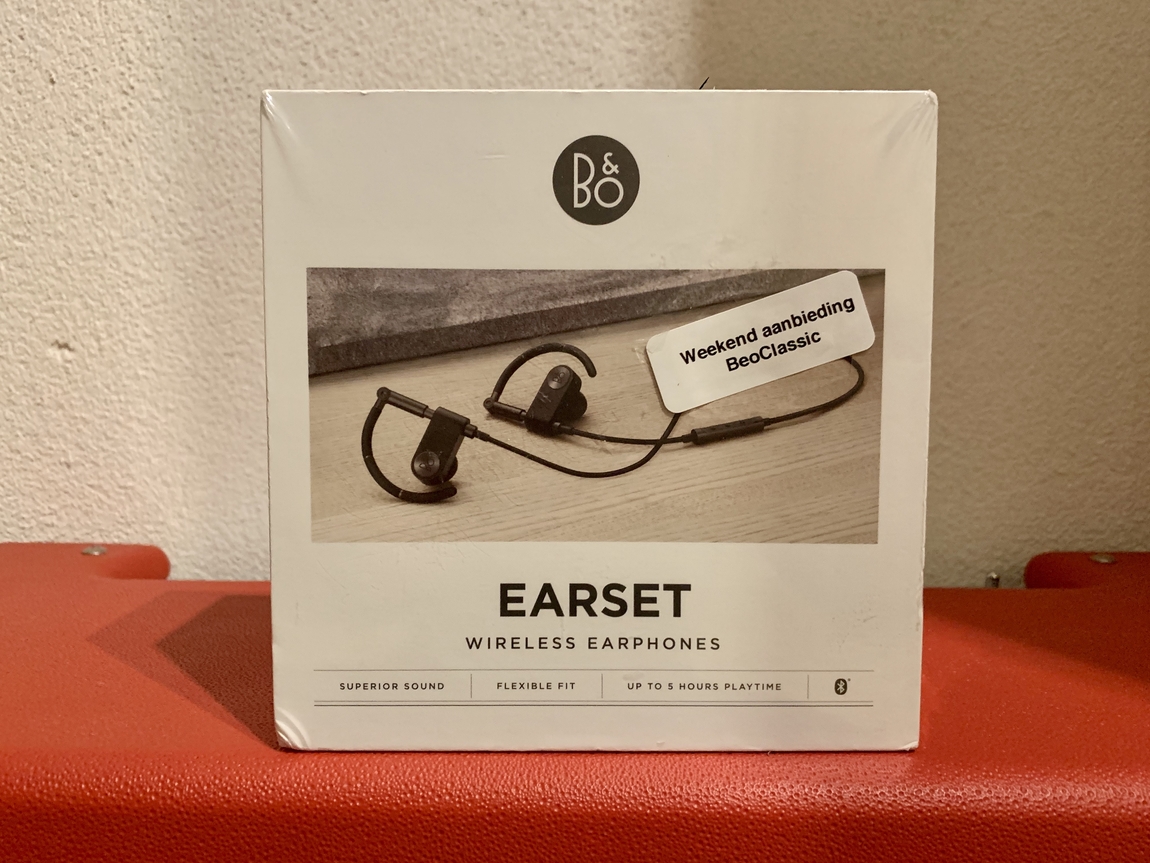 B&O
Weekend aanbieding
BeoClassic
EARSET
WIRELESS EARPHONES
SUPERIOR SOUND
FLEXIBLE FIT
UP TO 5 HOURS PLAYTIME